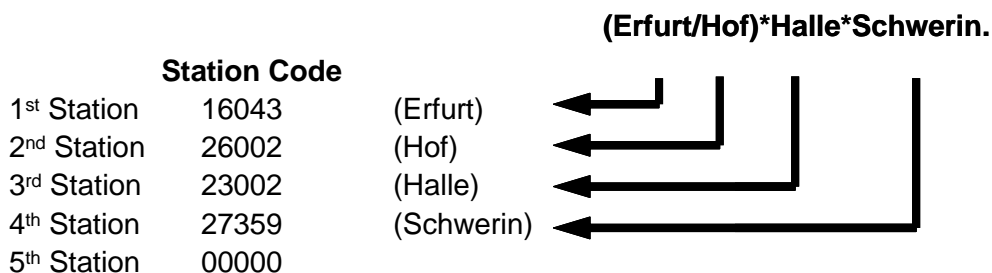 (Erfurt/Hof)*Halle*Schwerin.
Station Code
1st Station 16043 (Erfurt)
2nd Station 26002 (Hof)
3rd Station 23002 (Halle)
4th Station 27359 (Schwerin)
5th Station 00000